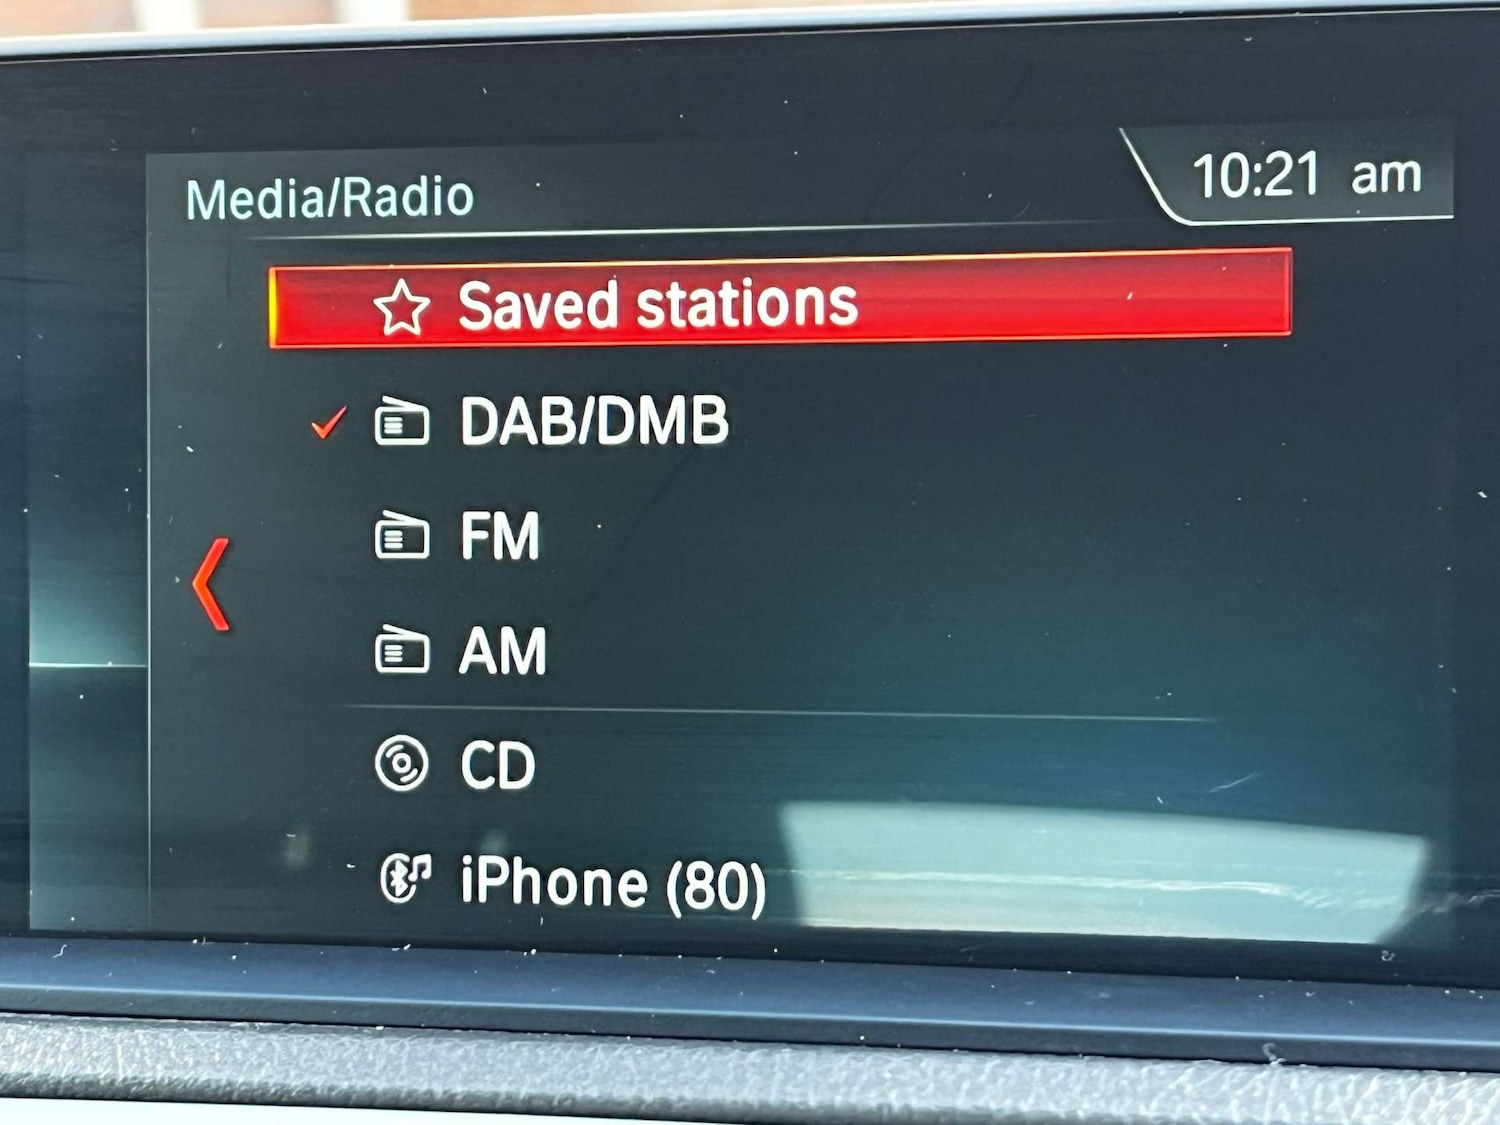 Media/Radio
10:21 am
Saved stations
DAB/DMB
FM
AM
CD
iPhone (80)